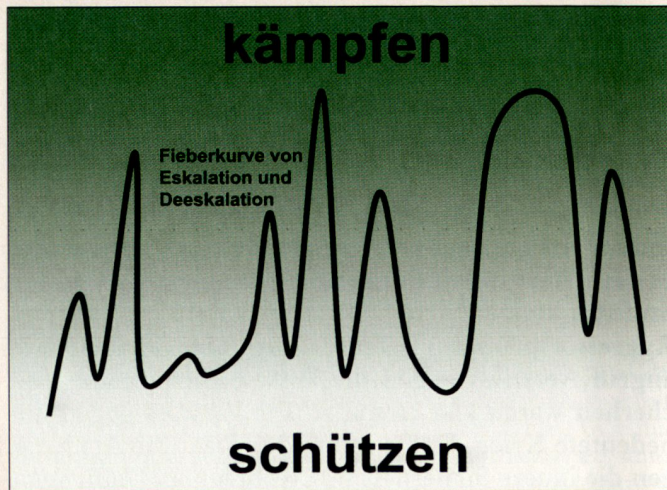 kämpfen
Fieberkurve von
Eskalation und
Deeskalation
schützen